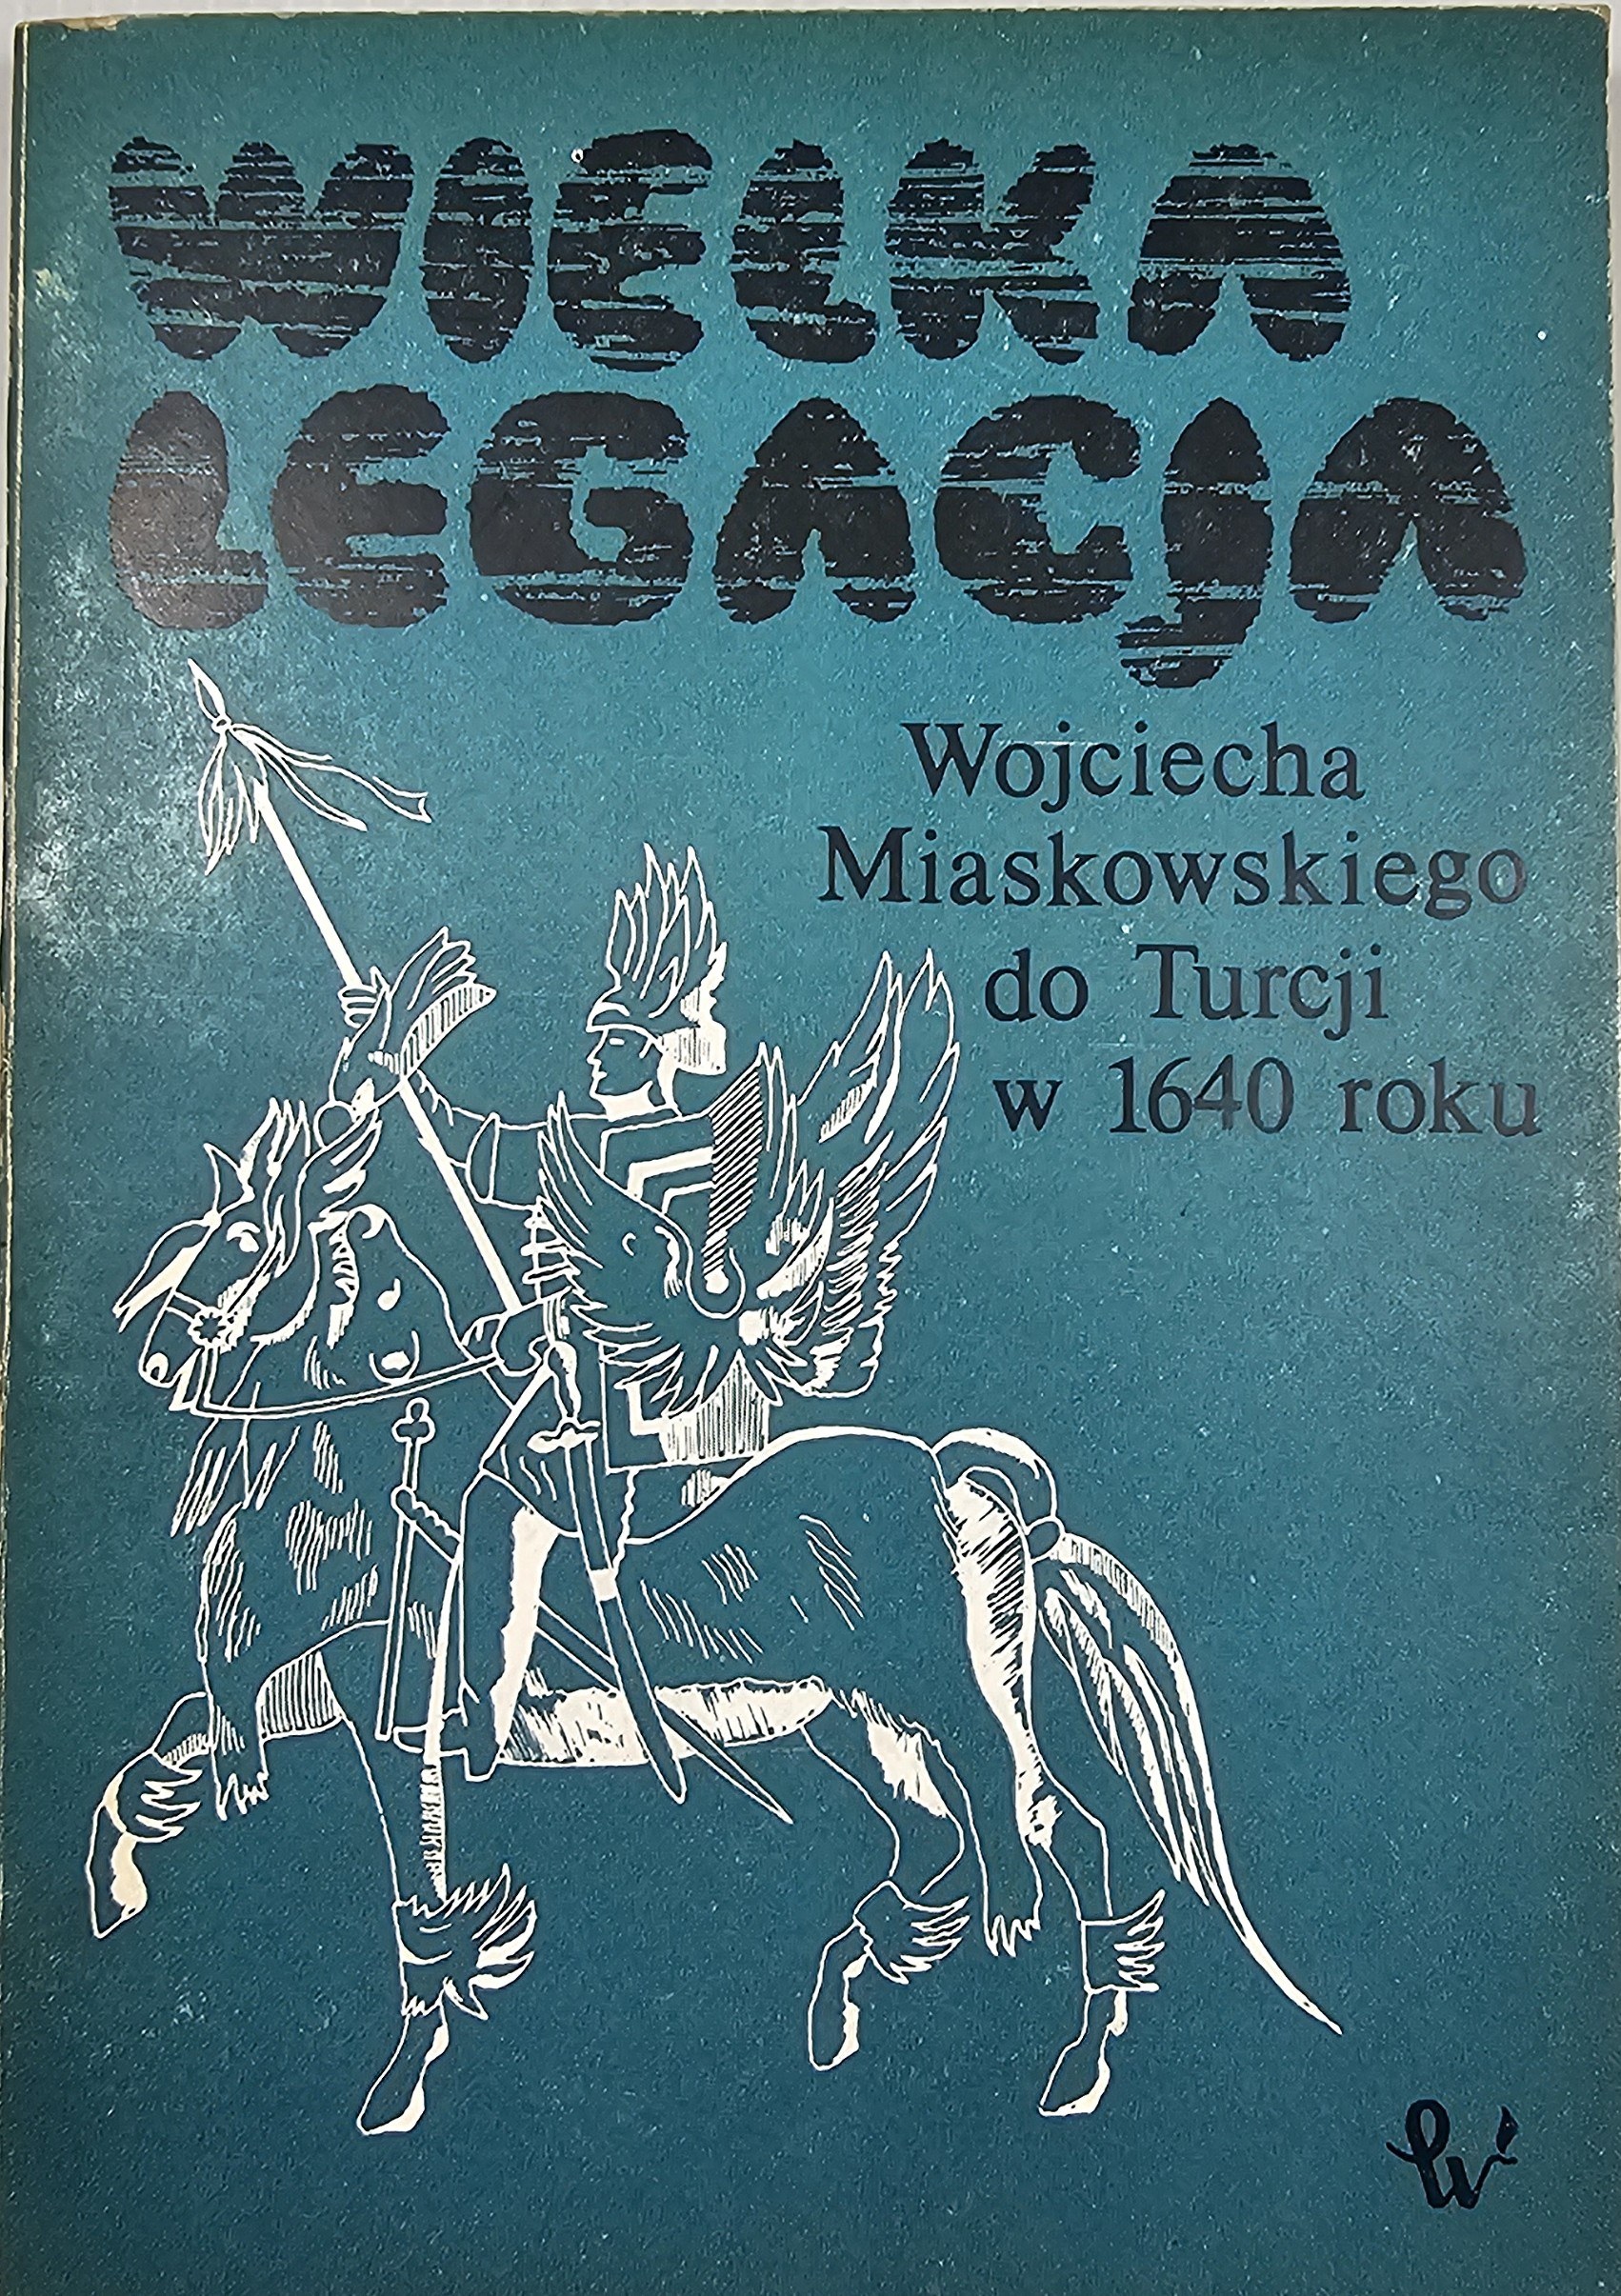 WIELKA
LEGACJA
Wojciecha
Miaskowskiego
do Turcji
w 1640 roku